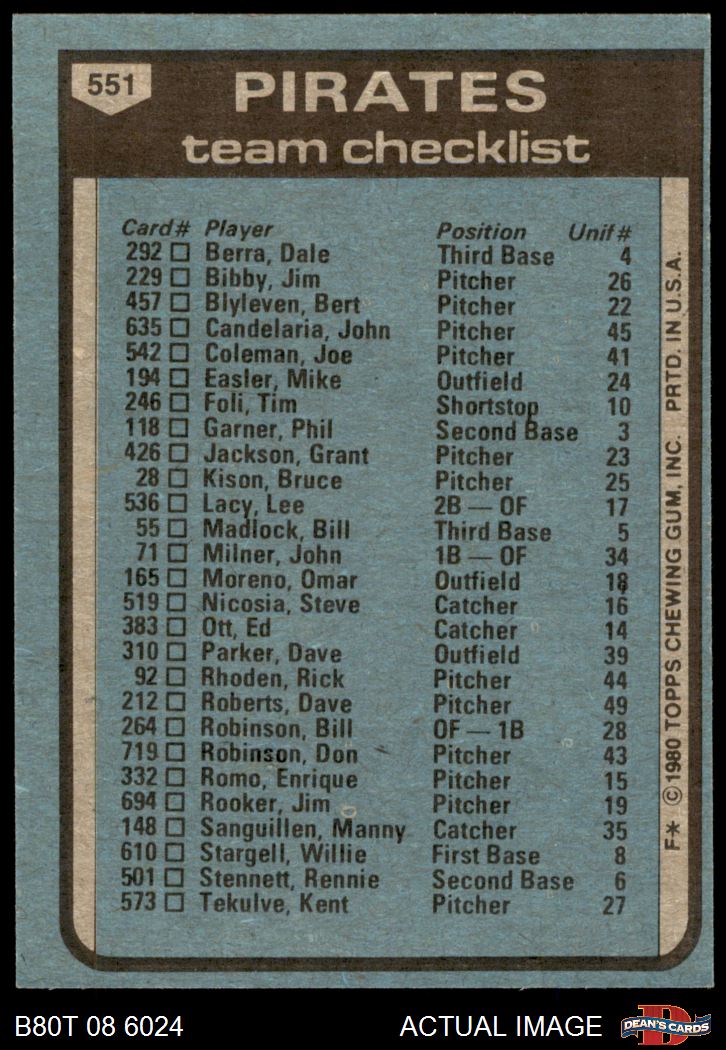 551
PIRATES
team checklist
Card# Player Position Unif#
292 Berra, Dale Third Base 4
229 Bibby, Jim Pitcher 26
457 Blyleven, Bert Pitcher 22
635 Candelaria, John Pitcher 45
542 Coleman, Joe Pitcher 41
194 Easler, Mike Outfield 24
246 Foli, Tim Shortstop 10
118 Garner, Phil Second Base 3
426 Jackson, Grant Pitcher 23
28 Kison, Bruce Pitcher 25
536 Lacy, Lee 2B — OF 17
55 Madlock, Bill Third Base 5
71 Milner, John 1B — OF 34
165 Moreno, Omar Outfield 18
519 Nicosia, Steve Catcher 16
383 Ott, Ed Catcher 14
310 Parker, Dave Outfield 39
92 Rhoden, Rick Pitcher 44
212 Roberts, Dave Pitcher 49
264 Robinson, Bill OF — 1B 28
719 Robinson, Don Pitcher 43
332 Romo, Enrique Pitcher 15
694 Rooker, Jim Pitcher 19
148 Sanguillen, Manny Catcher 35
610 Stargell, Willie First Base 8
501 Stennett, Rennie Second Base 6
573 Tekulve, Kent Pitcher 27
F* © 1980 TOPPS CHEWING GUM, INC. PRTD. IN U.S.A.
B80T 08 6024 ACTUAL IMAGE
D
DEAN'S CARDS